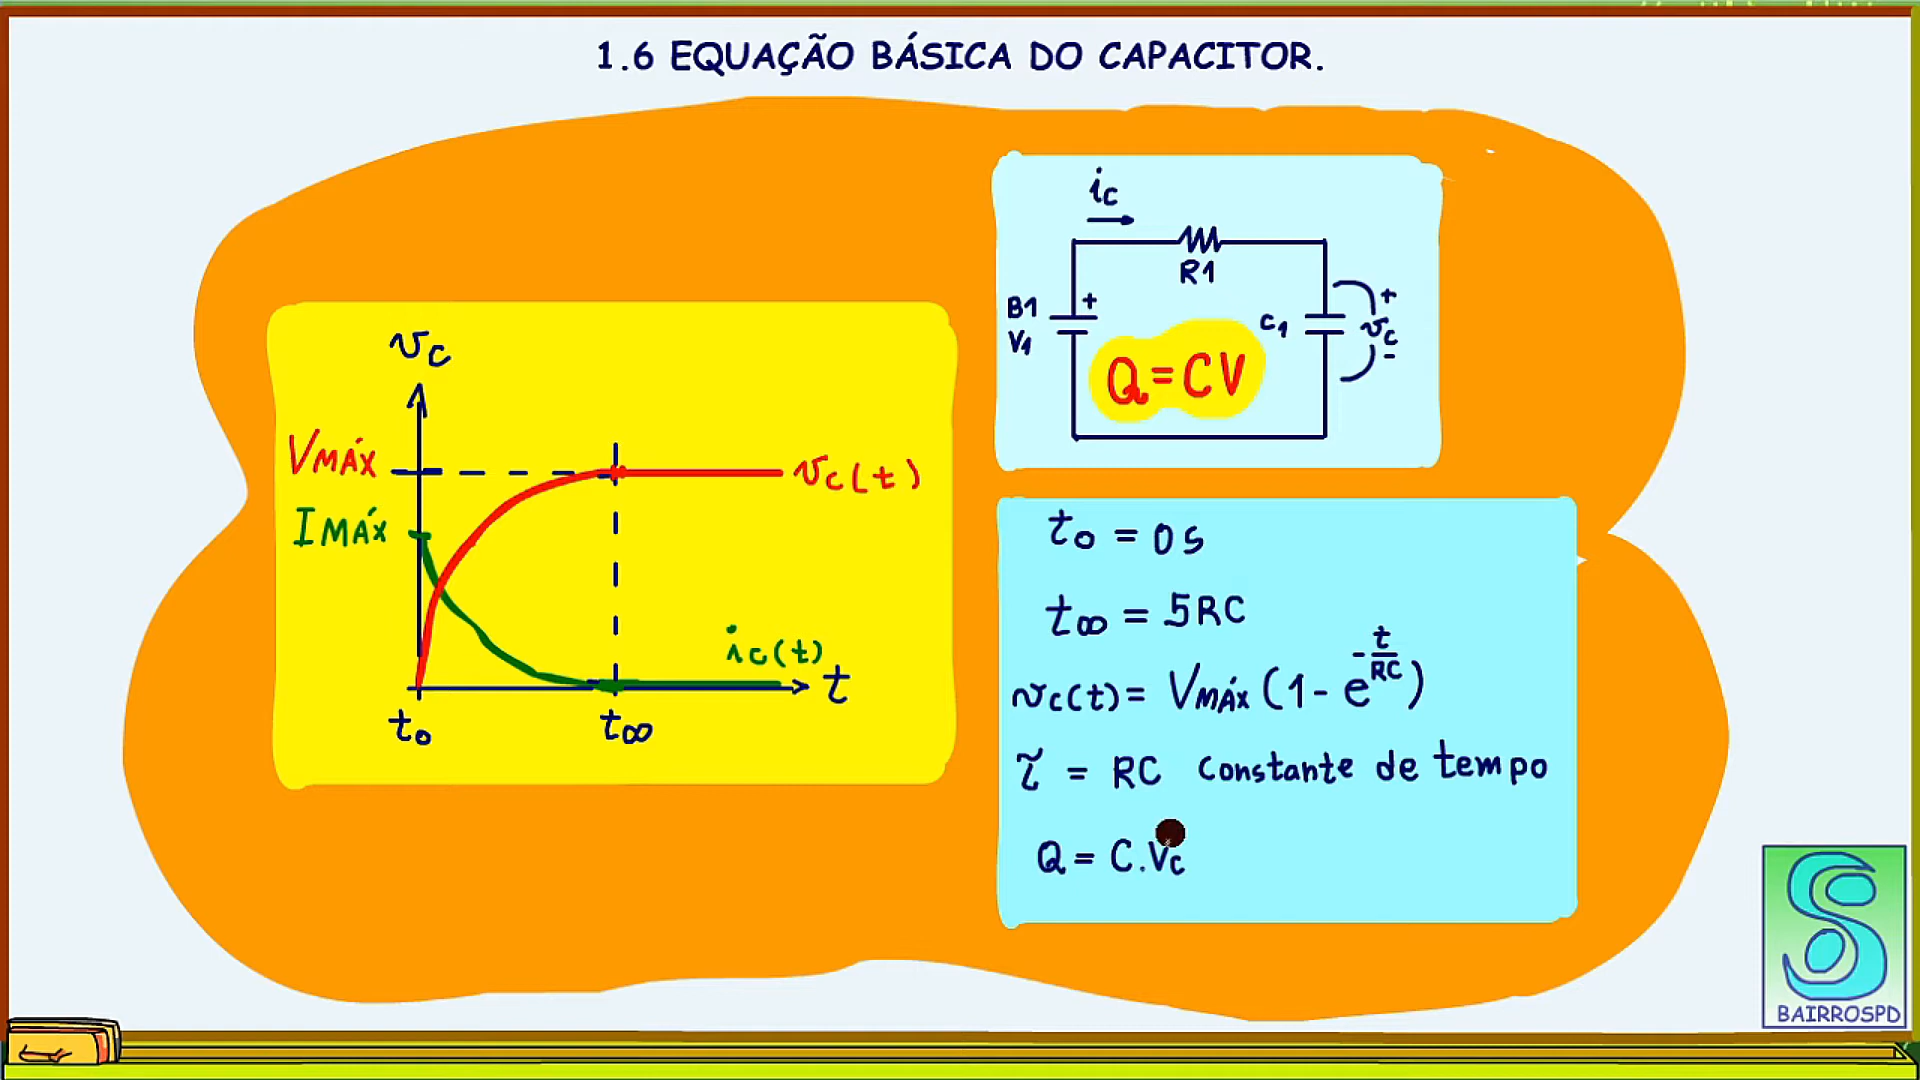 1.6 EQUAÇÃO BÁSICA DO CAPACITOR.
ic
R1
B1
V1
+
C1
+
vc
-
Q=CV
vc
VMÁX
IMÁX
vc(t)
ic(t)
t
t0
t∞
t0 = 0s
t∞ = 5RC
vc(t) = VMÁX (1 - e^(-t/RC))
τ = RC constante de tempo
Q = C.Vc
BAIRROSPD